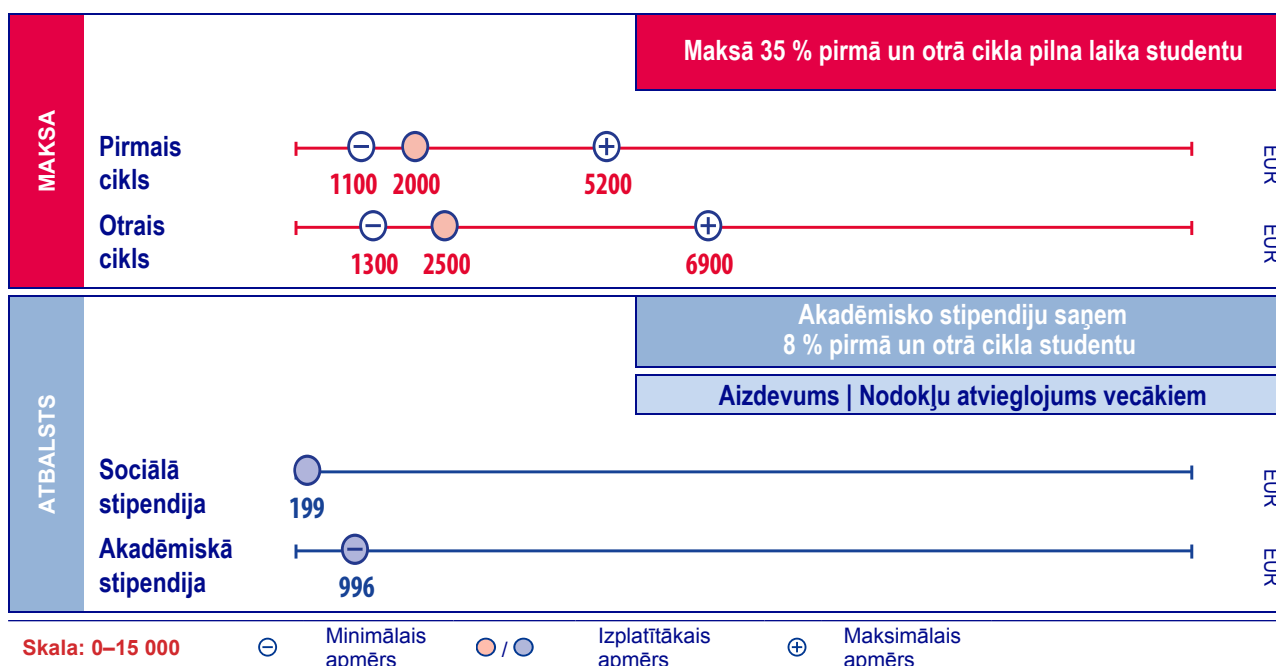 MAKSA
Maksā 35 % pirmā un otrā cikla pilna laika studentu
Pirmais
cikls
1100 2000 5200
EUR
Otrais
cikls
1300 2500 6900
EUR
ATBALSTS
Akadēmisko stipendiju saņem
8 % pirmā un otrā cikla studentu
Aizdevums | Nodokļu atvieglojums vecākiem
Sociālā
stipendija
199
EUR
Akadēmiskā
stipendija
996
EUR
Skala: 0–15 000
Minimālais
apmērs
/
Izplatītākais
apmērs
Maksimālais
apmērs